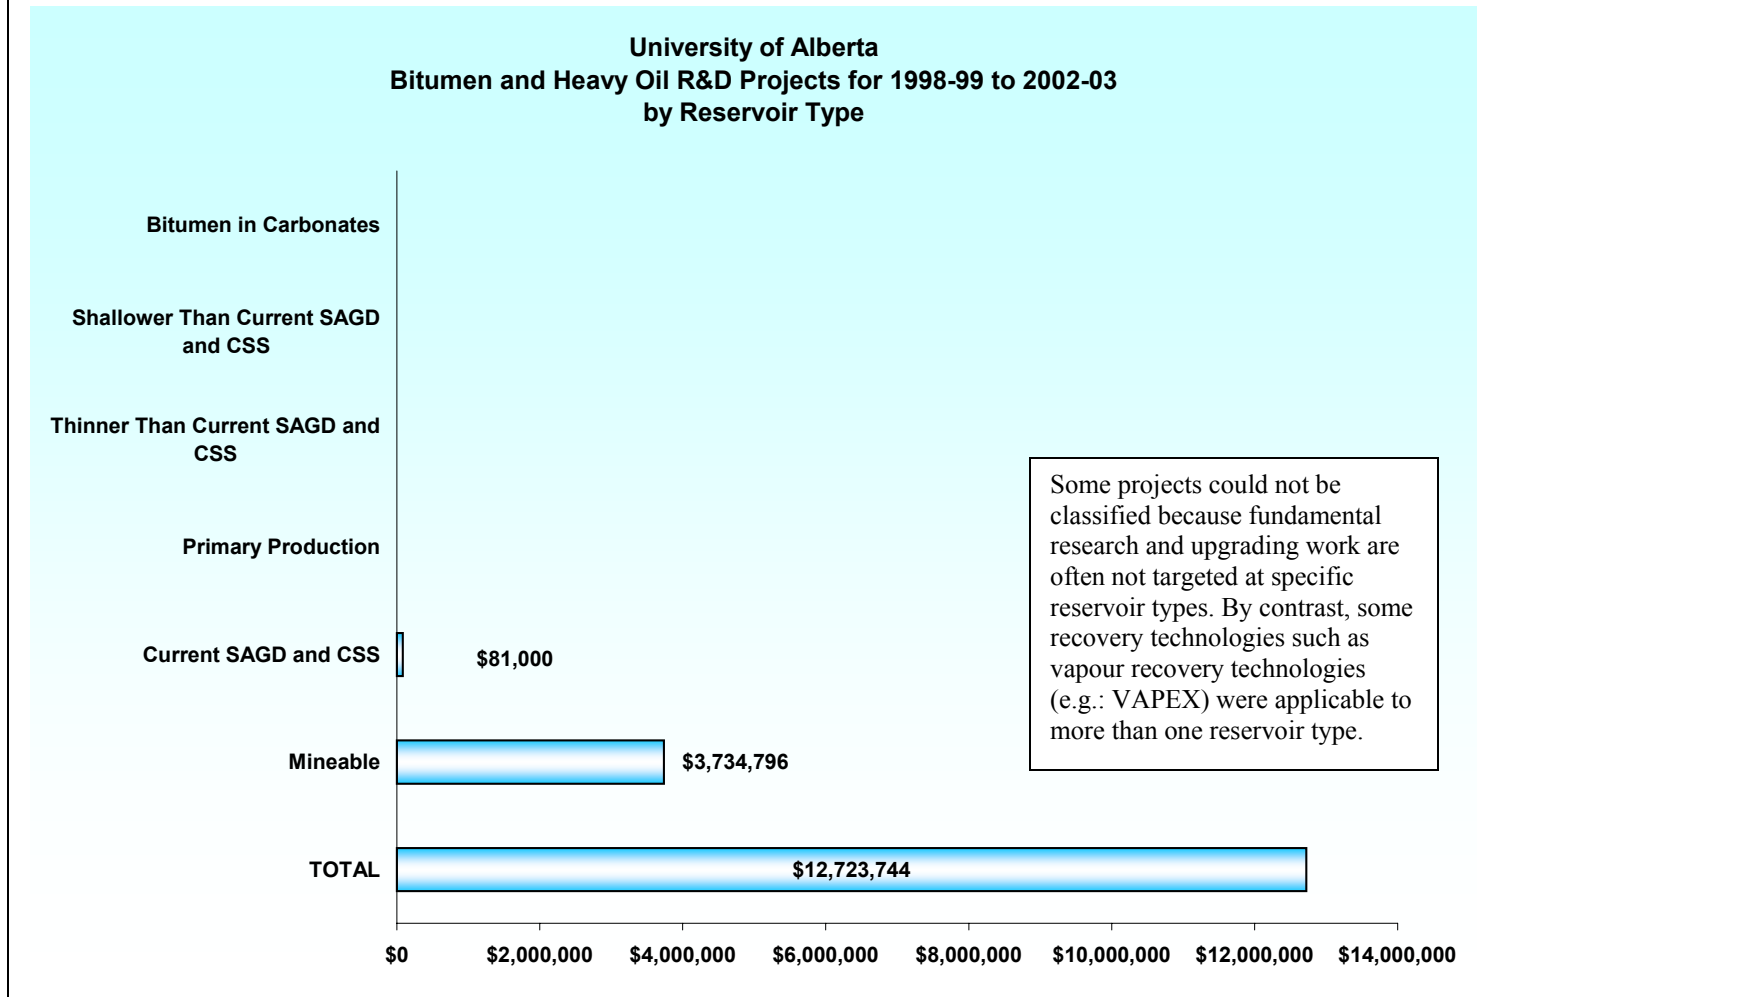 University of Alberta
Bitumen and Heavy Oil R&D Projects for 1998-99 to 2002-03
by Reservoir Type
Bitumen in Carbonates
Shallower Than Current SAGD
and CSS
Thinner Than Current SAGD and
CSS
Primary Production
Current SAGD and CSS
$81,000
Mineable
$3,734,796
TOTAL
$12,723,744
Some projects could not be
classified because fundamental
research and upgrading work are
often not targeted at specific
reservoir types. By contrast, some
recovery technologies such as
vapour recovery technologies
(e.g.: VAPEX) were applicable to
more than one reservoir type.
$0 $2,000,000 $4,000,000 $6,000,000 $8,000,000 $10,000,000 $12,000,000 $14,000,000